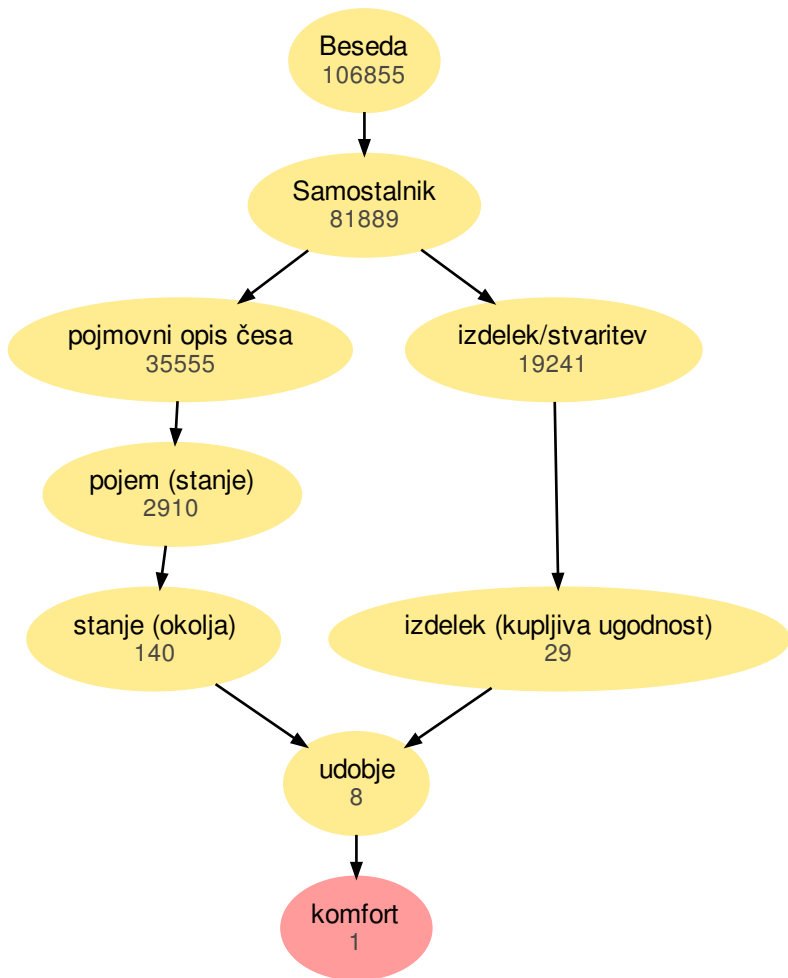 Beseda
106855
Samostalnik
81889
pojmovni opis česa
35555
izdelek/stvaritev
19241
pojem (stanje)
2910
stanje (okolja)
140
izdelek (kupljiva ugodnost)
29
udobje
8
komfort
1